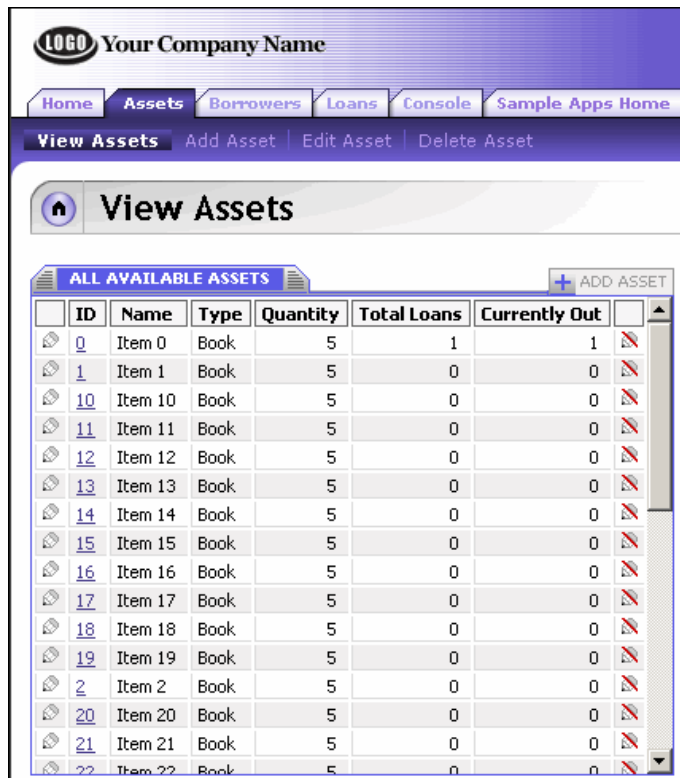 LOGO Your Company Name
Home Assets Borrowers Loans Console Sample Apps Home
View Assets Add Asset | Edit Asset | Delete Asset
View Assets
ALL AVAILABLE ASSETS + ADD ASSET
ID Name Type Quantity Total Loans Currently Out
0 Item 0 Book 5 1 1
1 Item 1 Book 5 0 0
10 Item 10 Book 5 0 0
11 Item 11 Book 5 0 0
12 Item 12 Book 5 0 0
13 Item 13 Book 5 0 0
14 Item 14 Book 5 0 0
15 Item 15 Book 5 0 0
16 Item 16 Book 5 0 0
17 Item 17 Book 5 0 0
18 Item 18 Book 5 0 0
19 Item 19 Book 5 0 0
2 Item 2 Book 5 0 0
20 Item 20 Book 5 0 0
21 Item 21 Book 5 0 0
22 Item 22 Book 5 0 0